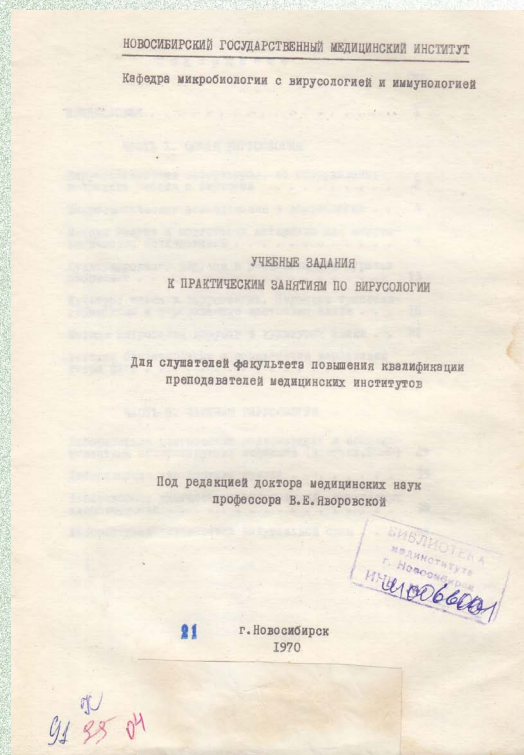 НОВОСИБИРСКИЙ ГОСУДАРСТВЕННЫЙ МЕДИЦИНСКИЙ ИНСТИТУТ
Кафедра микробиологии с вирусологией и иммунологией
УЧЕБНЫЕ ЗАДАНИЯ
К ПРАКТИЧЕСКИМ ЗАНЯТИЯМ ПО ВИРУСОЛОГИИ
Для слушателей факультета повышения квалификации
преподавателей медицинских институтов
Под редакцией доктора медицинских наук
профессора В.Е.Яворовской
БИБЛИОТЕКА
мединститута
г. Новосибирск
21 г.Новосибирск
1970